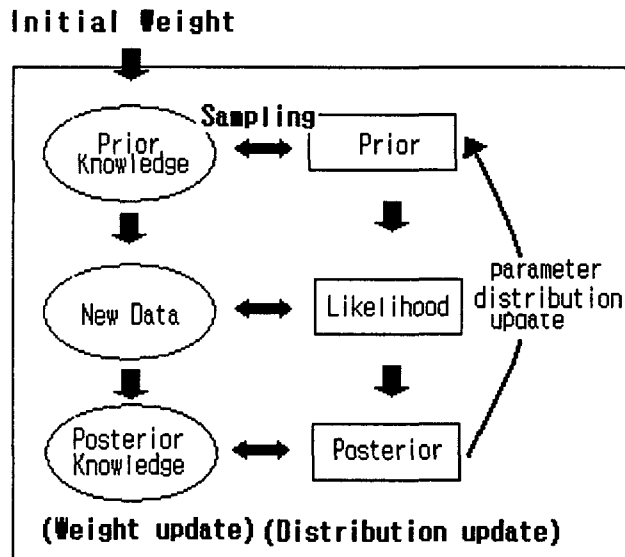 Initial Weight
Sampling
Prior
Knowledge
Prior
New Data
Likelihood
parameter
distribution
update
Posterior
Knowledge
Posterior
(Weight update) (Distribution update)